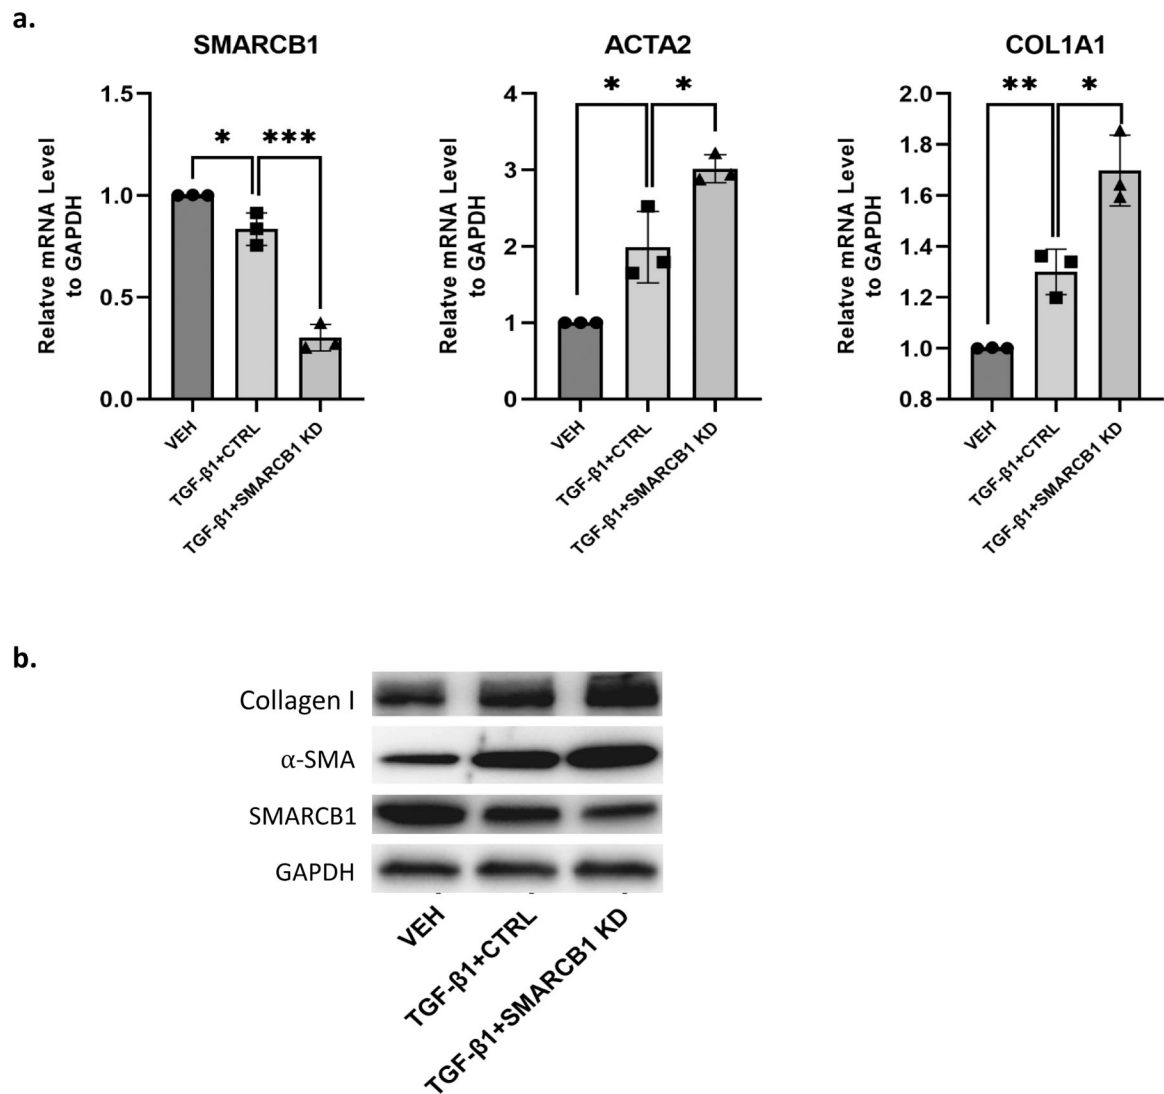 a.
SMARCB1
Relatve mRNA Level
to GAPDH
1.5
1.0
0.5
0.0
*
***
VEH
TGF-β1+CTRL
TGF-β1+SMARCB1 KD
ACTA2
Relatve mRNA Level
to GAPDH
4
3
2
1
0
*
*
VEH
TGF-β1+CTRL
TGF-β1+SMARCB1 KD
COL1A1
Relatve mRNA Level
to GAPDH
2.0
1.8
1.6
1.4
1.2
1.0
0.8
**
*
VEH
TGF-β1+CTRL
TGF-β1+SMARCB1 KD
b.
Collagen I
α-SMA
SMARCB1
GAPDH
VEH
TGF-β1+CTRL
TGF-β1+SMARCB1 KD